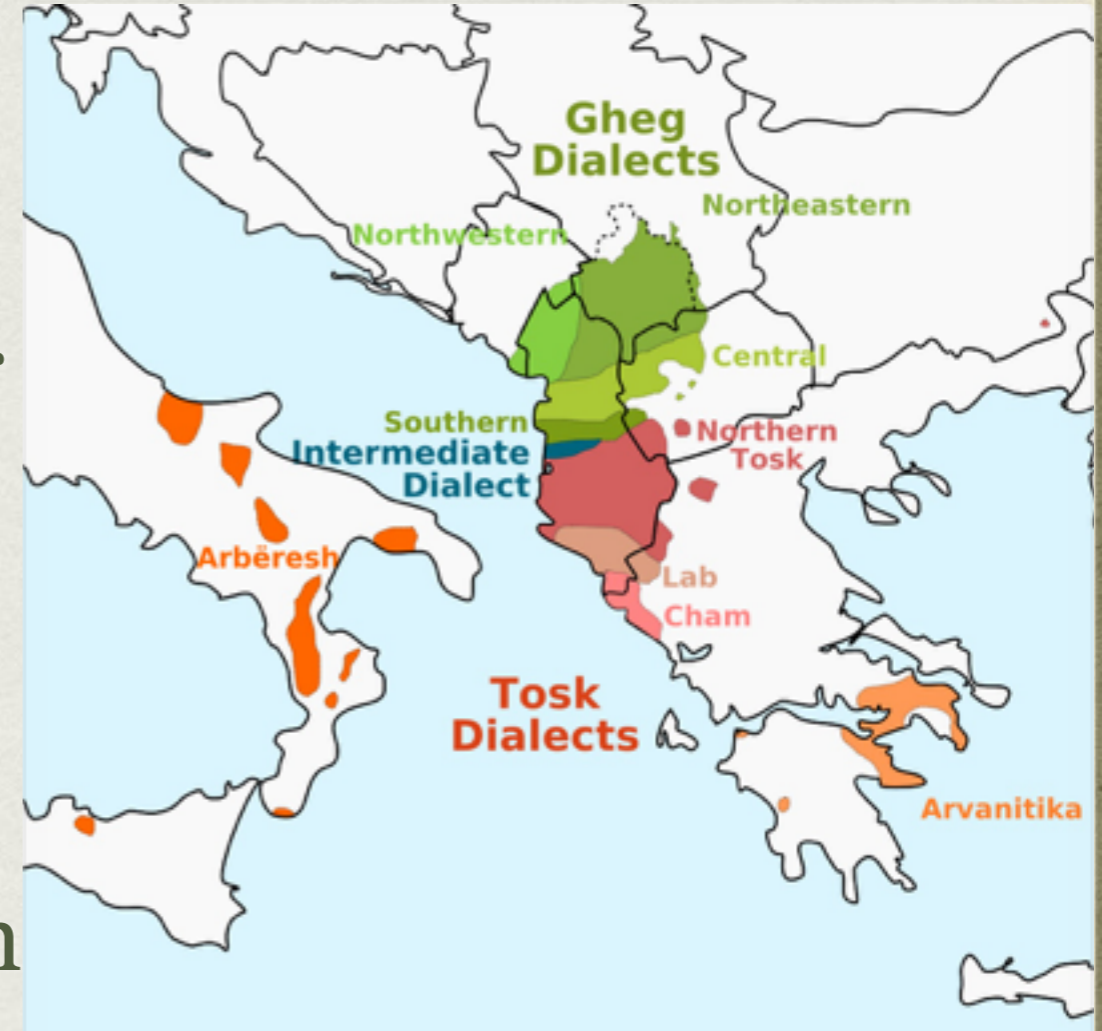 Gheg
Dialects
Northeastern
Northwestern
Central
Southern
Intermediate
Dialect
Northern
Tosk
Arbëresh
Lab
Cham
Tosk
Dialects
Arvanitika
n